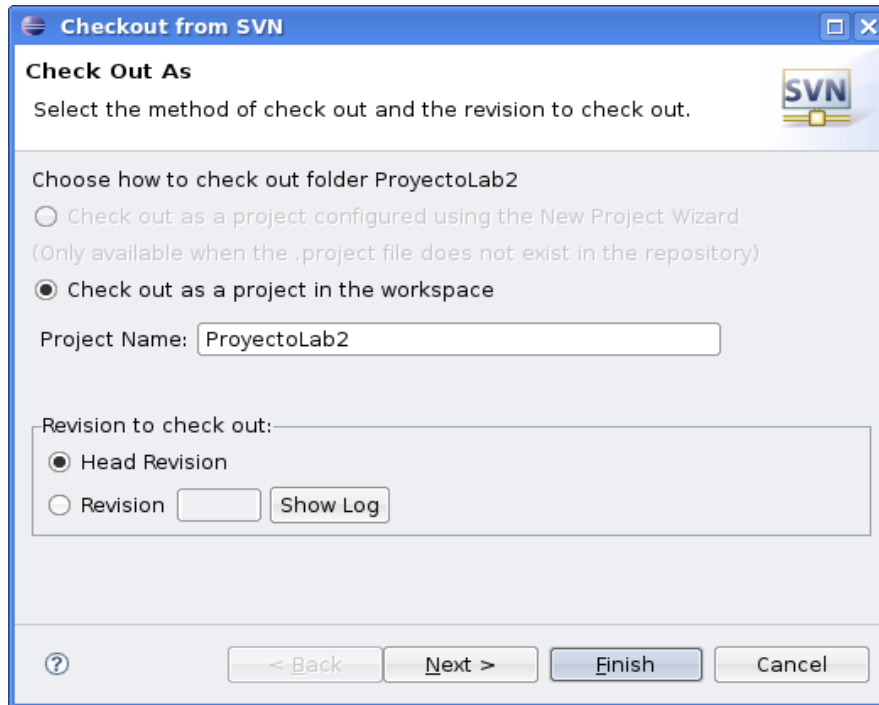 Checkout from SVN
Check Out As
Select the method of check out and the revision to check out.
SVN
Choose how to check out folder ProyectoLab2
Check out as a project configured using the New Project Wizard
(Only available when the .project file does not exist in the repository)
Check out as a project in the workspace
Project Name: ProyectoLab2
Revision to check out:
Head Revision
Revision Show Log
? < Back Next > Finish Cancel